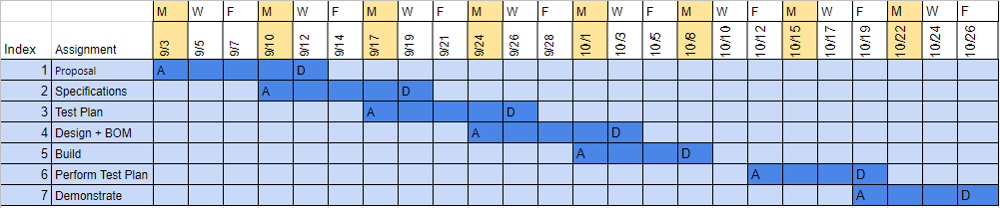 M W F M W F M W F M W F M W F M W F M F M W F
Index Assignment 9/3 9/5 9/7 9/10 9/12 9/14 9/17 9/19 9/21 9/24 9/26 9/28 10/1 10/3 10/5 10/8 10/10 10/12 10/15 10/17 10/19 10/22 10/24 10/26
1 Proposal A D
2 Specifications A D
3 Test Plan A D
4 Design + BOM A D
5 Build A D
6 Perform Test Plan A D
7 Demonstrate A D